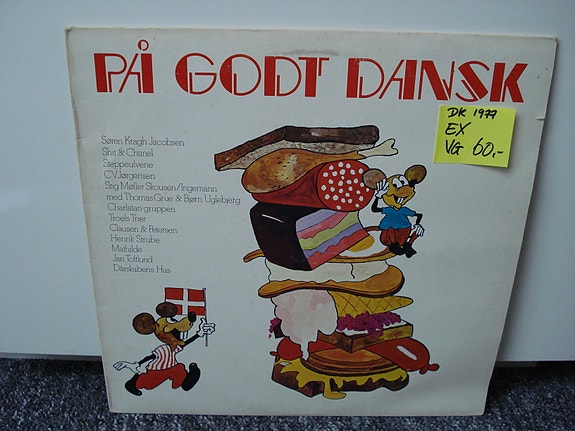 PÅ GODT DANSK
DK 1977
EX
VG 60,-
Søren Kragh Jacobsen
Shit & Chanel
Steppeulvene
C.V.Jørgensen
Stig Møller Skousen/Ingemann
med Thomas Grue & Bjørn Uglebjerg
Charlatan gruppen
Troels Trier
Clausen & Petersen
Henrik Strube
Mathilde
Jan Toftlund
Dårskabens Hus